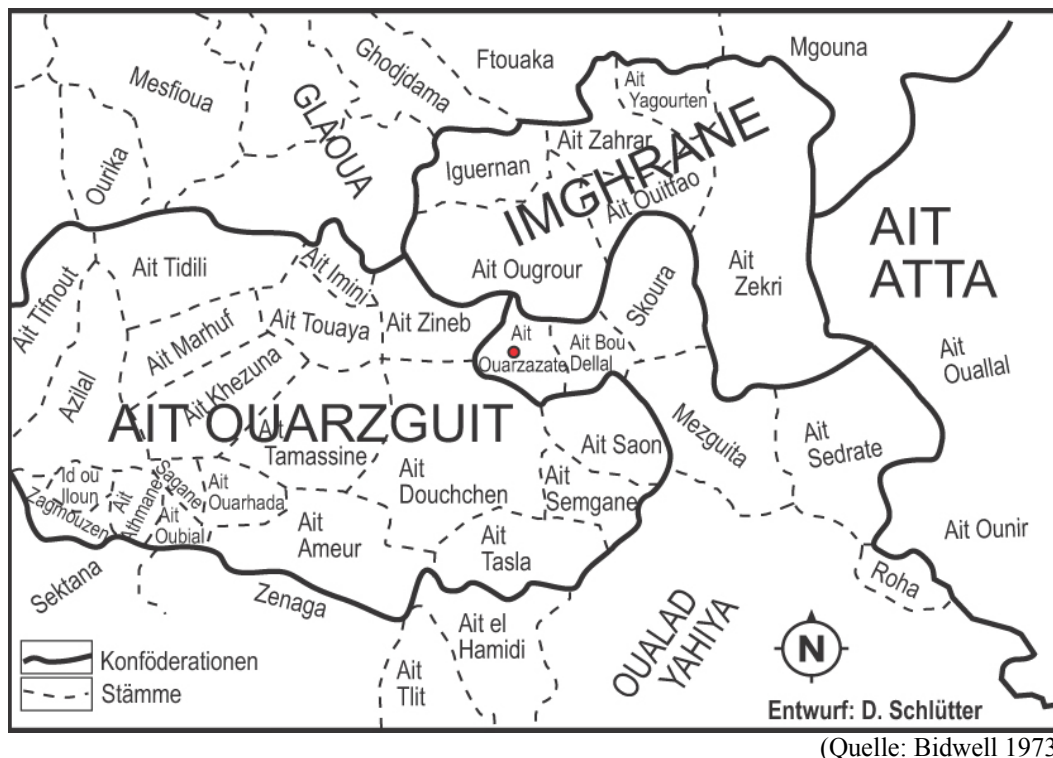 Mesfioua
Ourika
GLAOUA
Ghodjdama
Ftouaka
Mgouna
Ait
Yagourten
Ait Zahrar
Iguernan
IMGHRANE
Ait Ouitfao
Ait Ougrour
AIT
ATTA
Ait
Zekri
Skoura
Ait Tifnout
Ait Tidili
Ait Imini
Ait Marhuf
Ait Touaya
Ait Zineb
Ait
Ouarzazate
Ait Bou
Dellal
Ait
Ouallal
Azilal
Ait Khezuna
AIT OUARZGUIT
Ait
Tamassine
Ait Saon
Mezguita
Ait
Sedrate
Id ou
Iloun
Zagmouzen
Ait
Athmane
Sagane
Ait
Oubial
Ait
Ouarhada
Ait
Douchchen
Ait
Semgane
Ait
Ameur
Ait
Tasla
Ait Ounir
Roha
Sektana
Zenaga
Ait el
Hamidi
Ait
Tlit
OUALAD
YAHIYA
N
Konföderationen
Stämme
Entwurf: D. Schlütter
(Quelle: Bidwell 1973